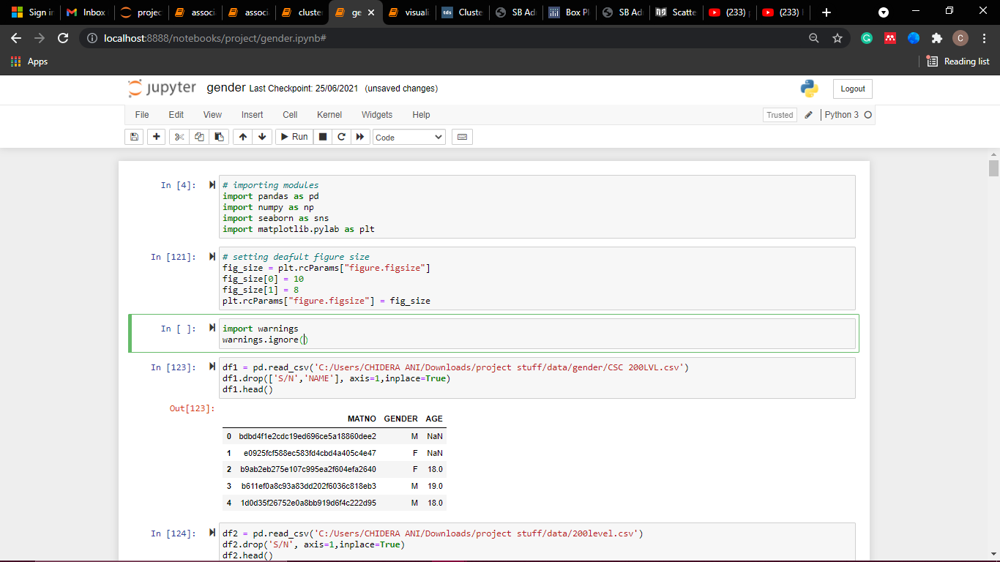 Sign ir
Inbox
projec
associ
associ
cluster
ge
visuali
tds Cluste
SB Ad
Box Pl
SB Ad
Scatte
(233)
(233)
localhost:8888/notebooks/project/gender.ipynb#
C
Apps
Reading list
jupyter gender Last Checkpoint: 25/06/2021 (unsaved changes)
Logout
File Edit View Insert Cell Kernel Widgets Help
Trusted Python 3
Run Code
In [4]:
# importing modules
import pandas as pd
import numpy as np
import seaborn as sns
import matplotlib.pylab as plt
In [121]:
# setting deafult figure size
fig_size = plt.rcParams["figure.figsize"]
fig_size[0] = 10
fig_size[1] = 8
plt.rcParams["figure.figsize"] = fig_size
In [ ]:
import warnings
warnings.ignore()
In [123]:
df1 = pd.read_csv('C:/Users/CHIDERA ANI/Downloads/project stuff/data/gender/CSC 200LVL.csv')
df1.drop(['S/N','NAME'], axis=1,inplace=True)
df1.head()
Out[123]:
MATNO GENDER AGE
0 bdbd4f1e2cdc19ed696ce5a18860dee2 M NaN
1 e0925fcf588ec583fd4cbd4a405c4e47 F NaN
2 b9ab2eb275e107c995ea2f604efa2640 F 18.0
3 b611ef0a8c93a83dd202f6036c818eb3 M 19.0
4 1d0d35f26752e0a8bb919d6f4c222d95 M 18.0
In [124]:
df2 = pd.read_csv('C:/Users/CHIDERA ANI/Downloads/project stuff/data/200level.csv')
df2.drop('S/N', axis=1,inplace=True)
df2.head()